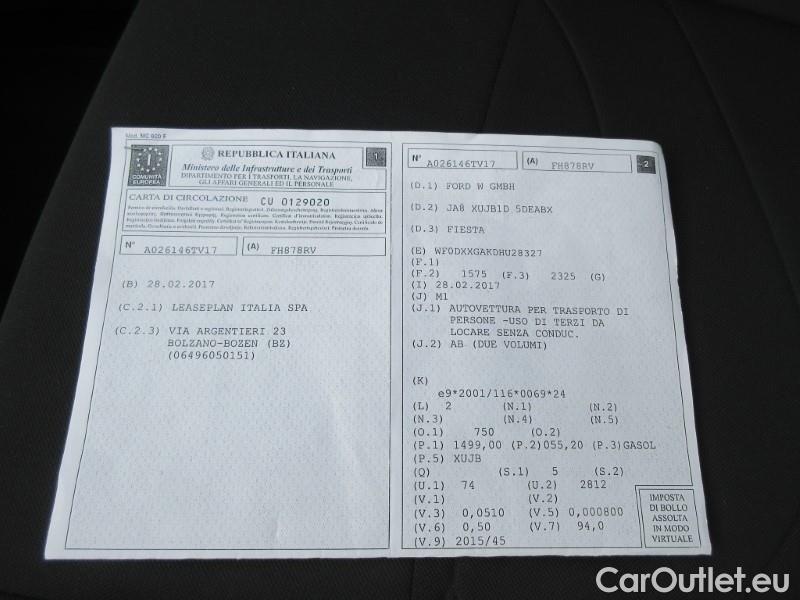 Mod. MC 820 F
COMUNITÀ
EUROPEA
I
REPUBBLICA ITALIANA
Ministero delle Infrastrutture e dei Trasporti
DIPARTIMENTO PER I TRASPORTI, LA NAVIGAZIONE,
GLI AFFARI GENERALI ED IL PERSONALE
1
CARTA DI CIRCOLAZIONE CU 0129020
N° A026146TV17 (A) FH878RV
(B) 28.02.2017
(C.2.1) LEASEPLAN ITALIA SPA
(C.2.3) VIA ARGENTIERI 23
BOLZANO-BOZEN (BZ)
(06496050151)
N° A026146TV17 (A) FH878RV 2
(D.1) FORD W GMBH
(D.2) JA8 XUJB1D 5DEABX
(D.3) FIESTA
(E) WF0DXXGAKDHU28327
(F.1)
(F.2) 1575 (F.3) 2325 (G)
(I) 28.02.2017
(J) M1
(J.1) AUTOVETTURA PER TRASPORTO DI
PERSONE -USO DI TERZI DA
LOCARE SENZA CONDUC.
(J.2) AB (DUE VOLUMI)
(K)
e9*2001/116*0069*24
(L) 2 (N.1) (N.2)
(N.3) (N.4) (N.5)
(O.1) 750 (O.2)
(P.1) 1499,00 (P.2)055,20 (P.3)GASOL
(P.5) XUJB
(Q) (S.1) 5 (S.2)
(U.1) 74 (U.2) 2812
(V.1) (V.2)
(V.3) 0,0510 (V.5) 0,000800
(V.6) 0,50 (V.7) 94,0
(V.9) 2015/45
IMPOSTA
DI BOLLO
ASSOLTA
IN MODO
VIRTUALE
CarOutlet.eu